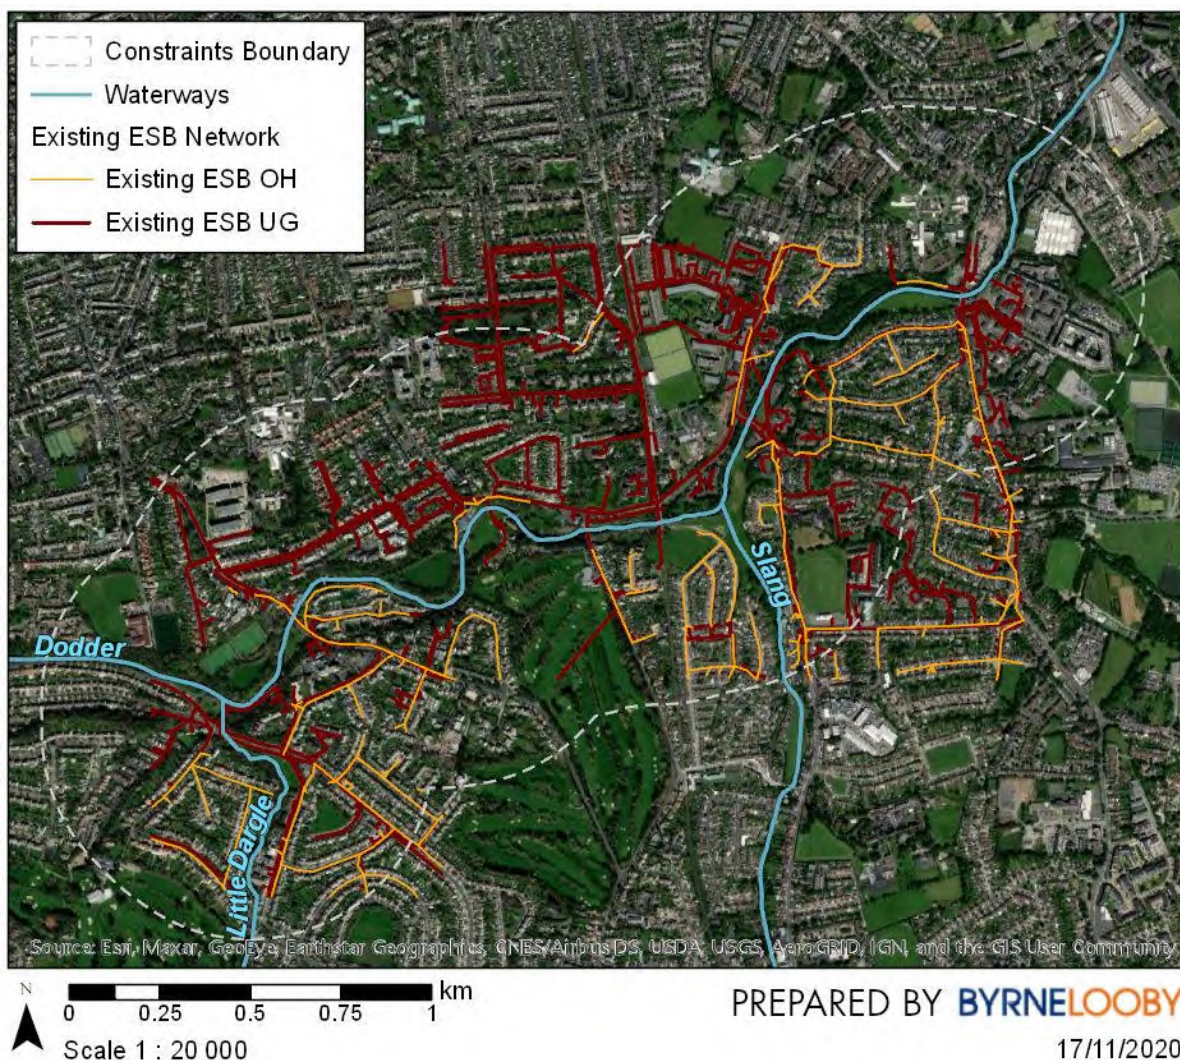 Constraints Boundary
Waterways
Existing ESB Network
Existing ESB OH
Existing ESB UG
Slang
Dodder
Little Dargle
Source: Esri, Maxar, GeoEye, Earthstar Geographics, CNES/Airbus DS, USDA, USGS, AeroGRID, IGN, and the GIS User Community
N
km
0 0.25 0.5 0.75 1
Scale 1 : 20 000
PREPARED BY BYRNELOOBY
17/11/2020